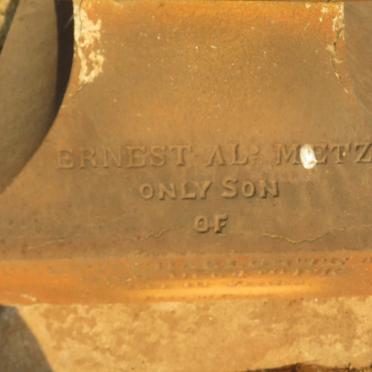 ERNEST AL: METZ
ONLY SON
OF